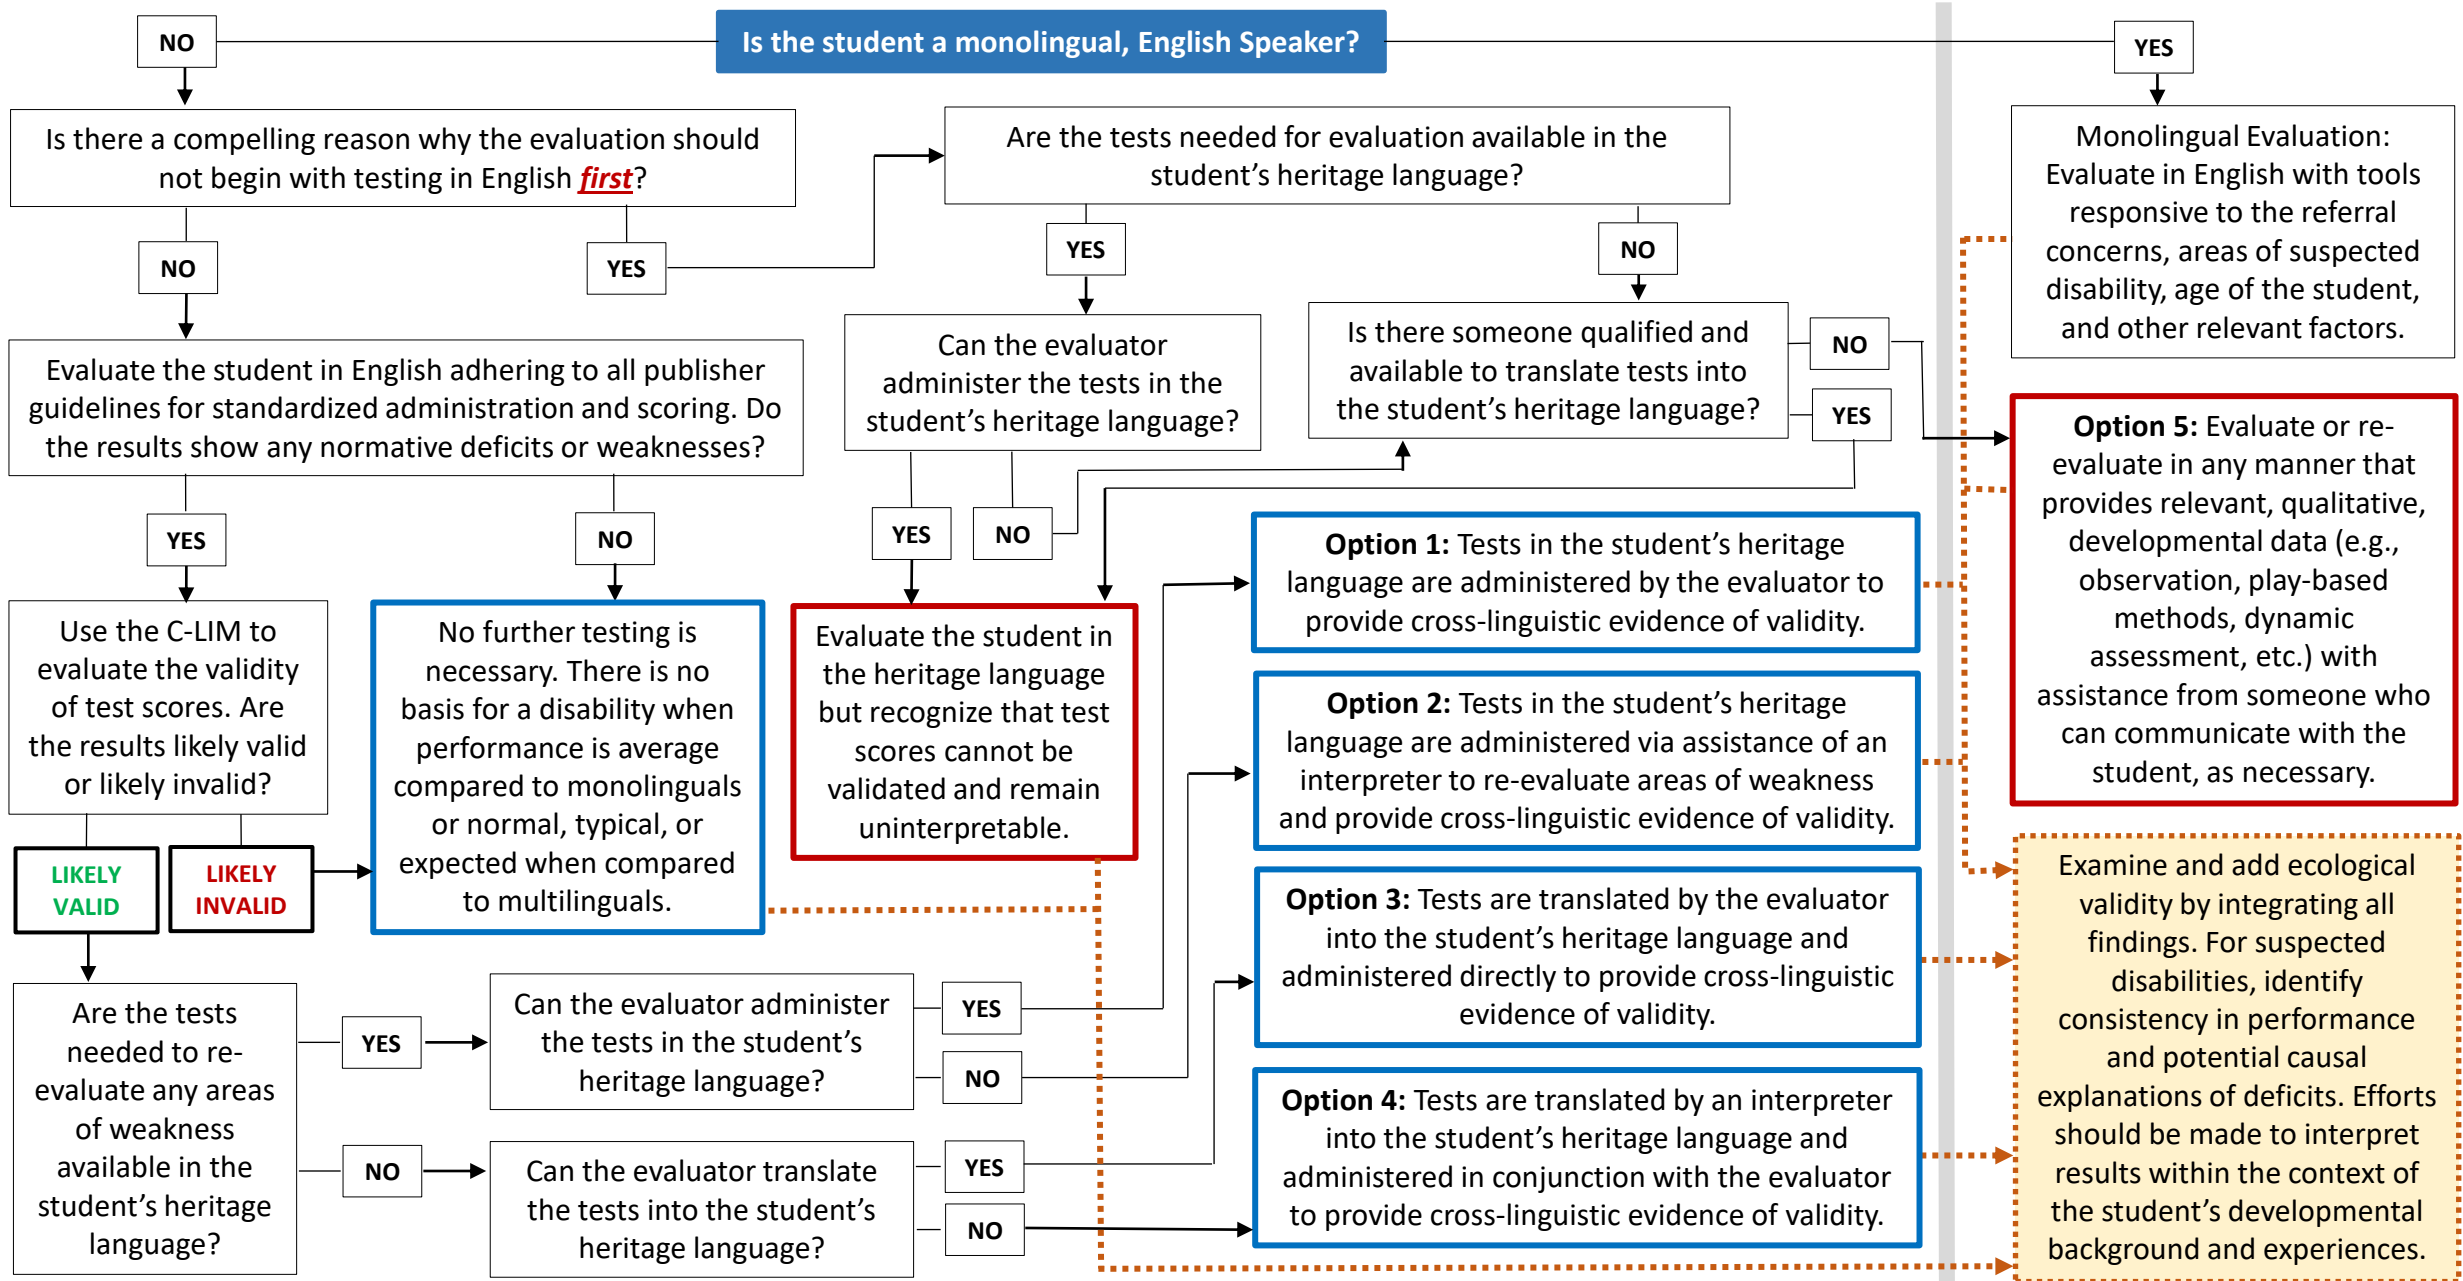 Is the student a monolingual, English Speaker?
NO
YES
Is there a compelling reason why the evaluation should
not begin with testing in English first?
NO
YES
Are the tests needed for evaluation available in the
student’s heritage language?
YES
NO
Monolingual Evaluation:
Evaluate in English with tools
responsive to the referral
concerns, areas of suspected
disability, age of the student,
and other relevant factors.
Evaluate the student in English adhering to all publisher
guidelines for standardized administration and scoring. Do
the results show any normative deficits or weaknesses?
YES
NO
Can the evaluator
administer the tests in the
student’s heritage language?
YES
NO
Is there someone qualified and
available to translate tests into
the student’s heritage language?
NO
YES
Option 5: Evaluate or re-
evaluate in any manner that
provides relevant, qualitative,
developmental data (e.g.,
observation, play-based
methods, dynamic
assessment, etc.) with
assistance from someone who
can communicate with the
student, as necessary.
Use the C-LIM to
evaluate the validity
of test scores. Are
the results likely valid
or likely invalid?
LIKELY
VALID
LIKELY
INVALID
No further testing is
necessary. There is no
basis for a disability when
performance is average
compared to monolinguals
or normal, typical, or
expected when compared
to multilinguals.
Evaluate the student in
the heritage language
but recognize that test
scores cannot be
validated and remain
uninterpretable.
Option 1: Tests in the student’s heritage
language are administered by the evaluator to
provide cross-linguistic evidence of validity.
Option 2: Tests in the student’s heritage
language are administered via assistance of an
interpreter to re-evaluate areas of weakness
and provide cross-linguistic evidence of validity.
Option 3: Tests are translated by the evaluator
into the student’s heritage language and
administered directly to provide cross-linguistic
evidence of validity.
Option 4: Tests are translated by an interpreter
into the student’s heritage language and
administered in conjunction with the evaluator
to provide cross-linguistic evidence of validity.
Are the tests
needed to re-
evaluate any areas
of weakness
available in the
student’s heritage
language?
YES
NO
Can the evaluator administer
the tests in the student’s
heritage language?
YES
NO
Can the evaluator translate
the tests into the student’s
heritage language?
YES
NO
Examine and add ecological
validity by integrating all
findings. For suspected
disabilities, identify
consistency in performance
and potential causal
explanations of deficits. Efforts
should be made to interpret
results within the context of
the student’s developmental
background and experiences.